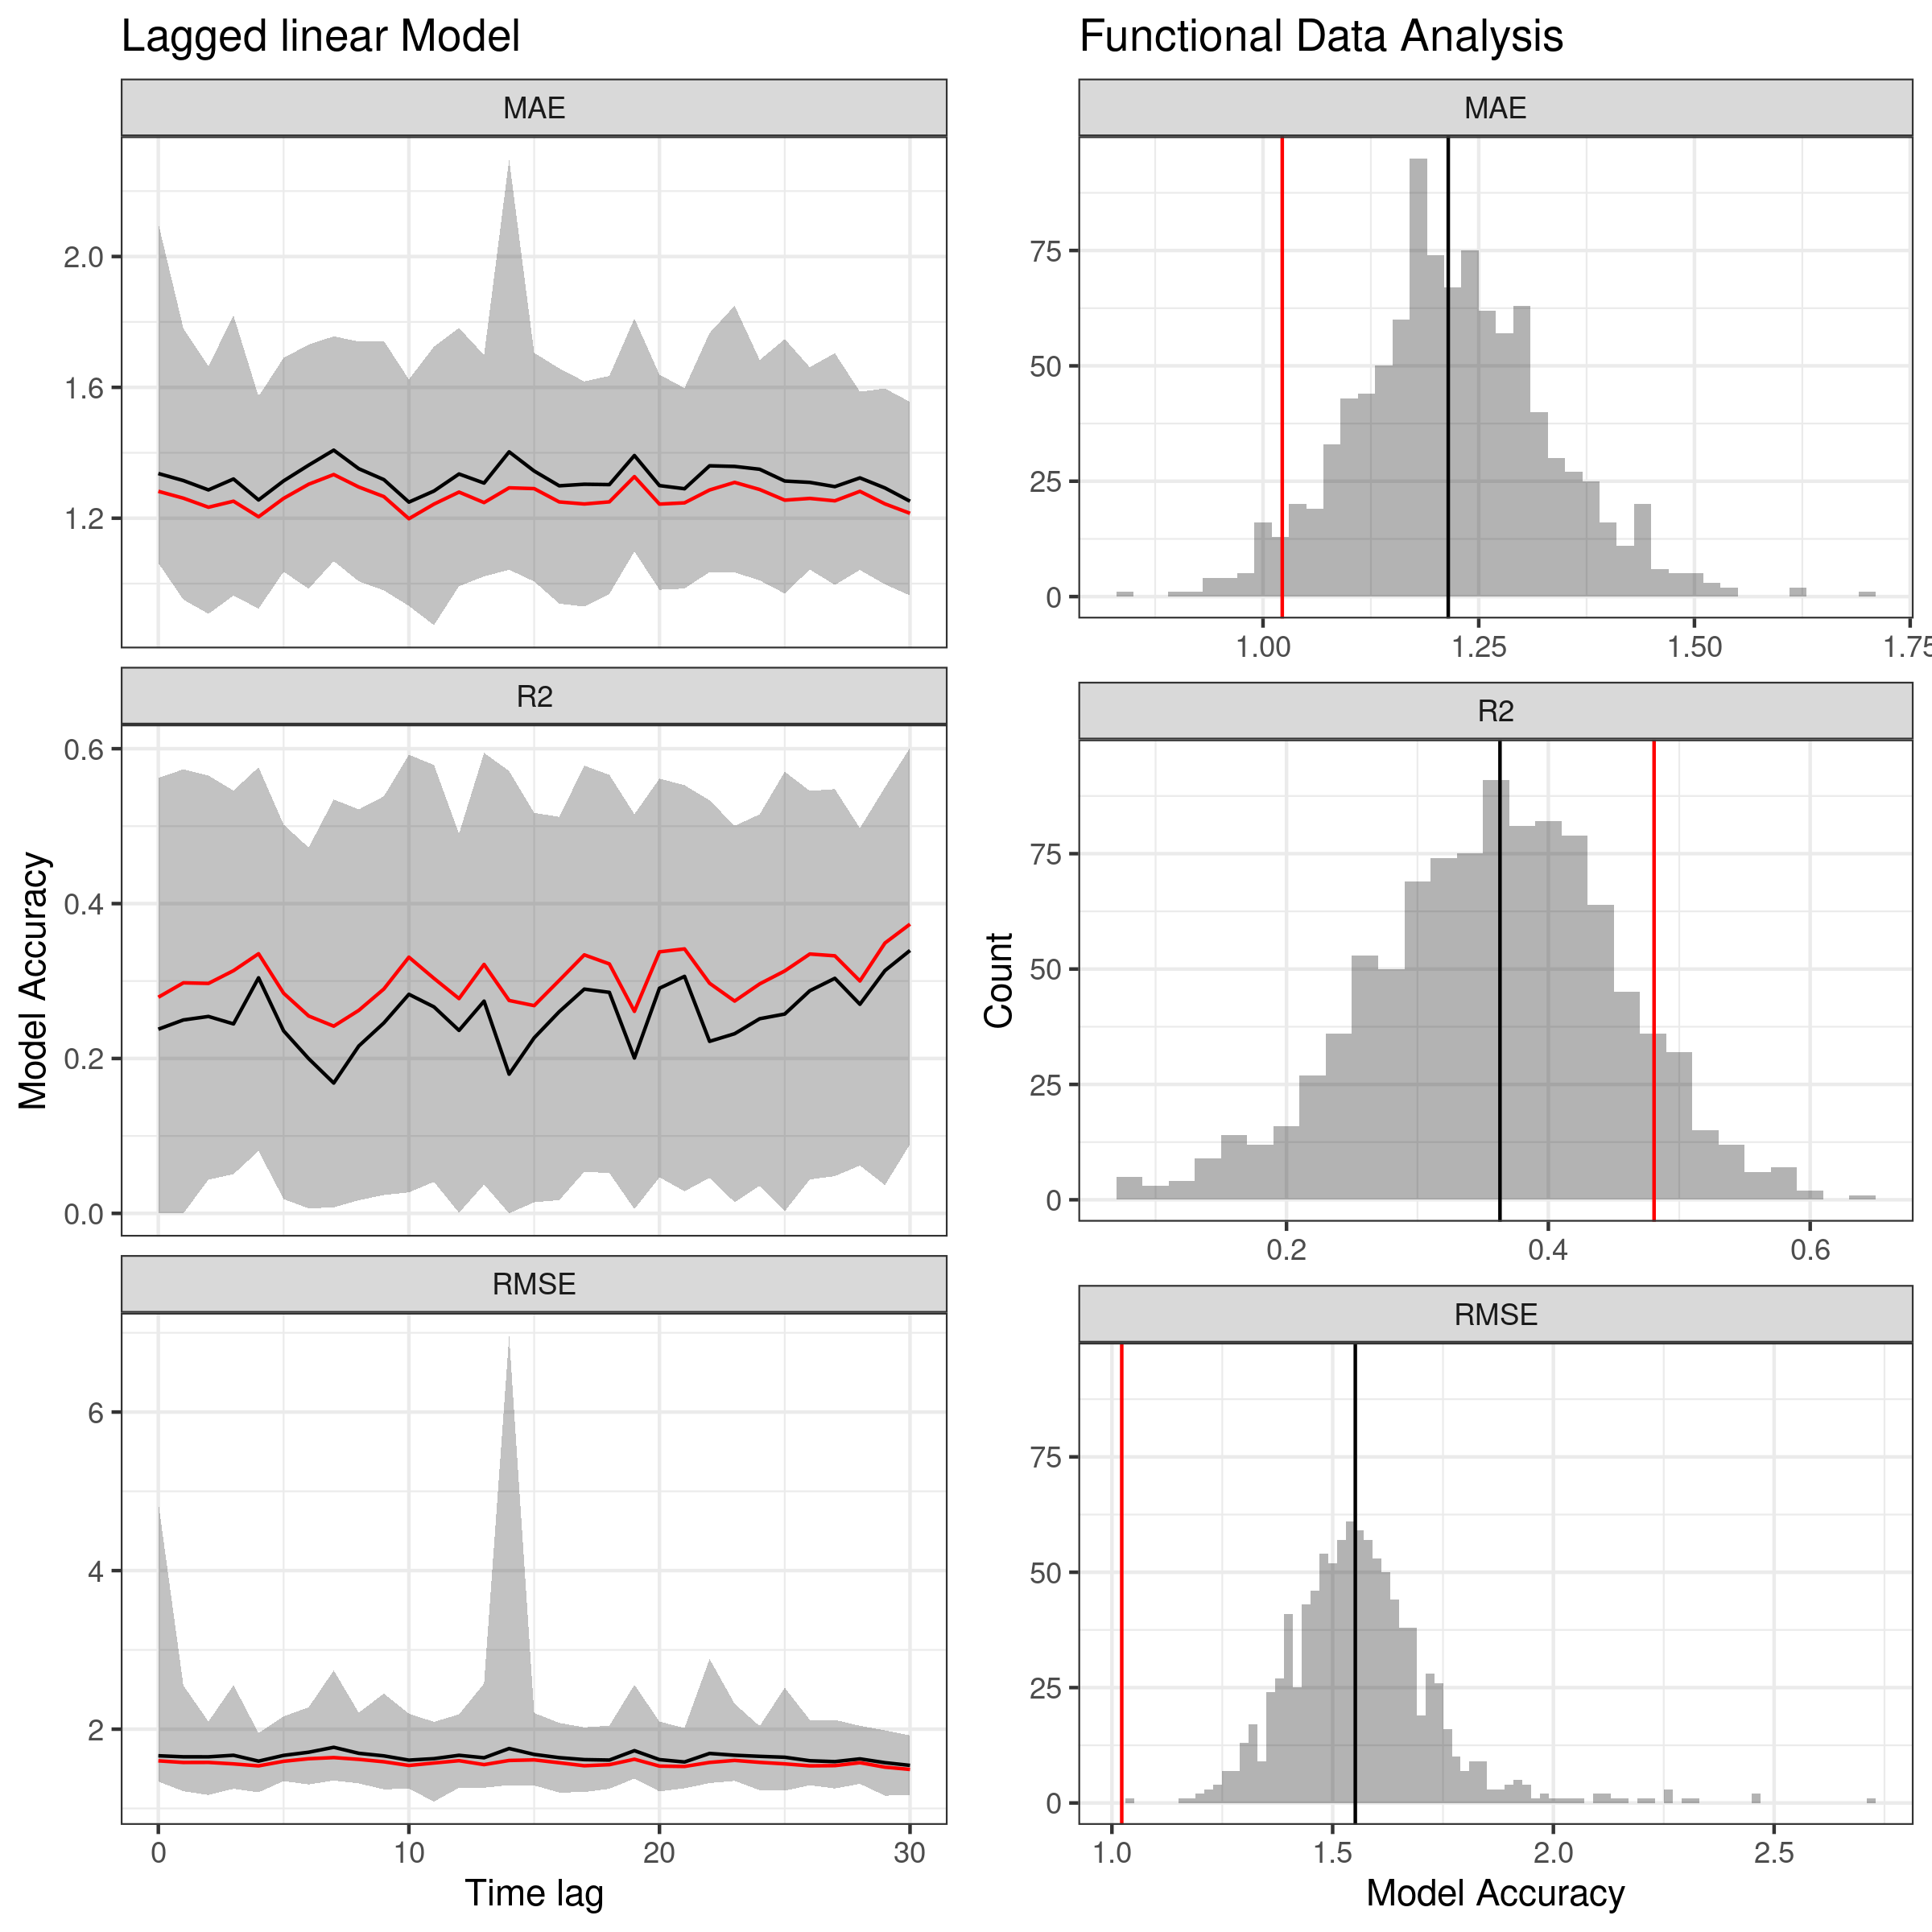 Lagged linear Model
MAE
2.0
1.6
1.2
R2
0.6
0.4
0.2
0.0
RMSE
6
4
2
0 10 20 30
Time lag
Model Accuracy
Functional Data Analysis
MAE
75
50
25
0
1.00 1.25 1.50 1.75
R2
75
50
25
0
0.2 0.4 0.6
RMSE
75
50
25
0
1.0 1.5 2.0 2.5
Model Accuracy
Count